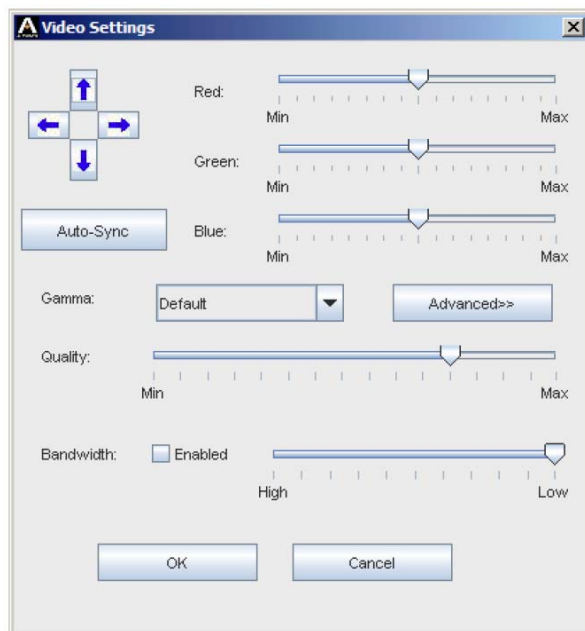 Video Settings
Red:
Min Max
Green:
Min Max
Auto-Sync
Blue:
Min Max
Gamma: Default Advanced>>
Quality:
Min Max
Bandwidth: Enabled
High Low
OK Cancel